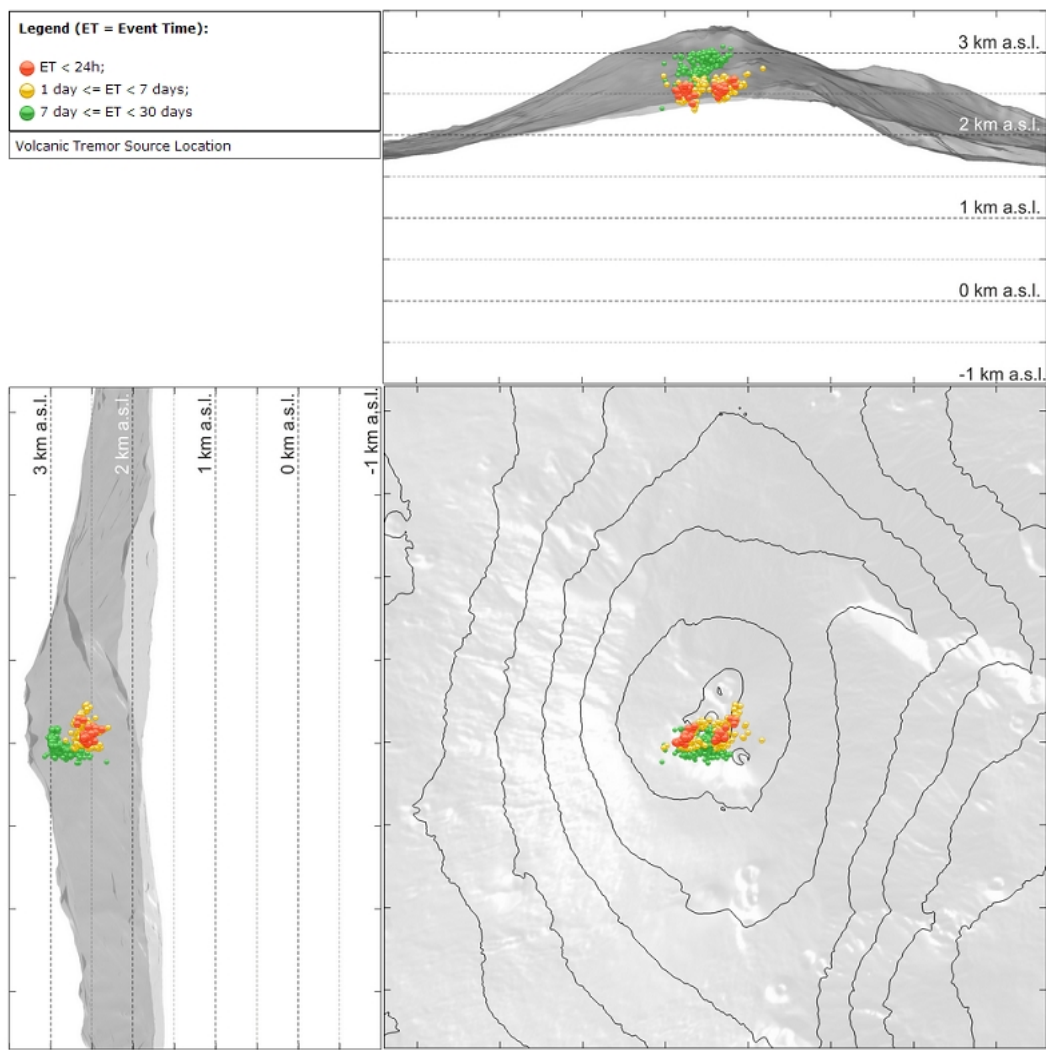 Legend (ET = Event Time):
ET < 24h;
1 day <= ET < 7 days;
7 day <= ET < 30 days
Volcanic Tremor Source Location
3 km a.s.l.
2 km a.s.l.
1 km a.s.l.
0 km a.s.l.
-1 km a.s.l.
3 km a.s.l.
2 km a.s.l.
1 km a.s.l.
0 km a.s.l.
-1 km a.s.l.